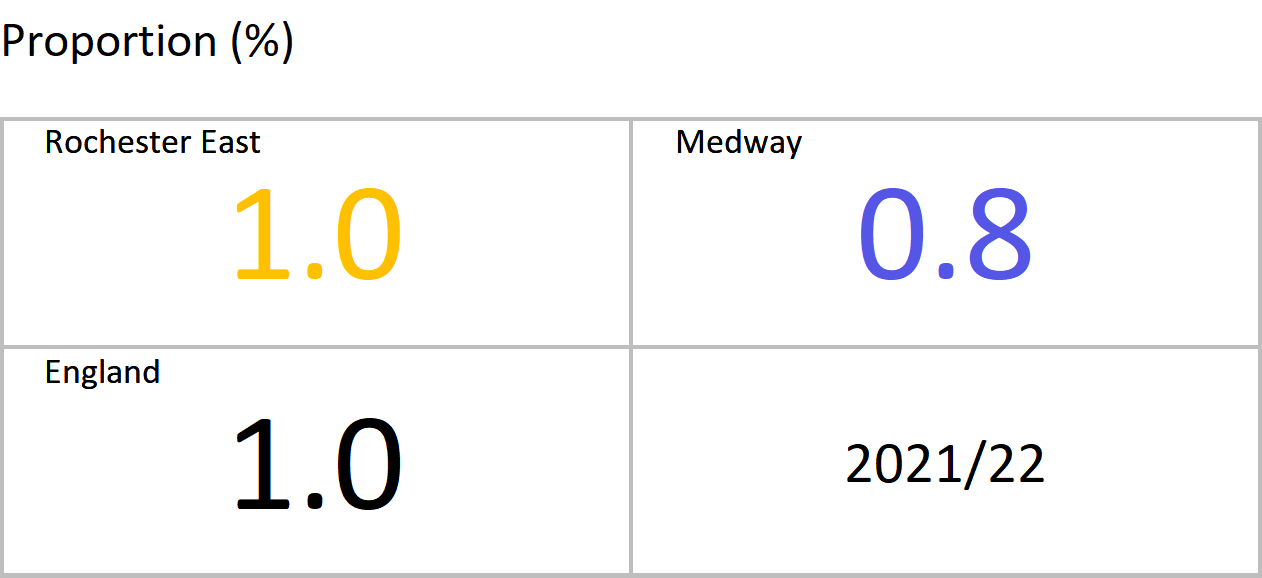 Proportion (%)
Rochester East
1.0
Medway
0.8
England
1.0
2021/22